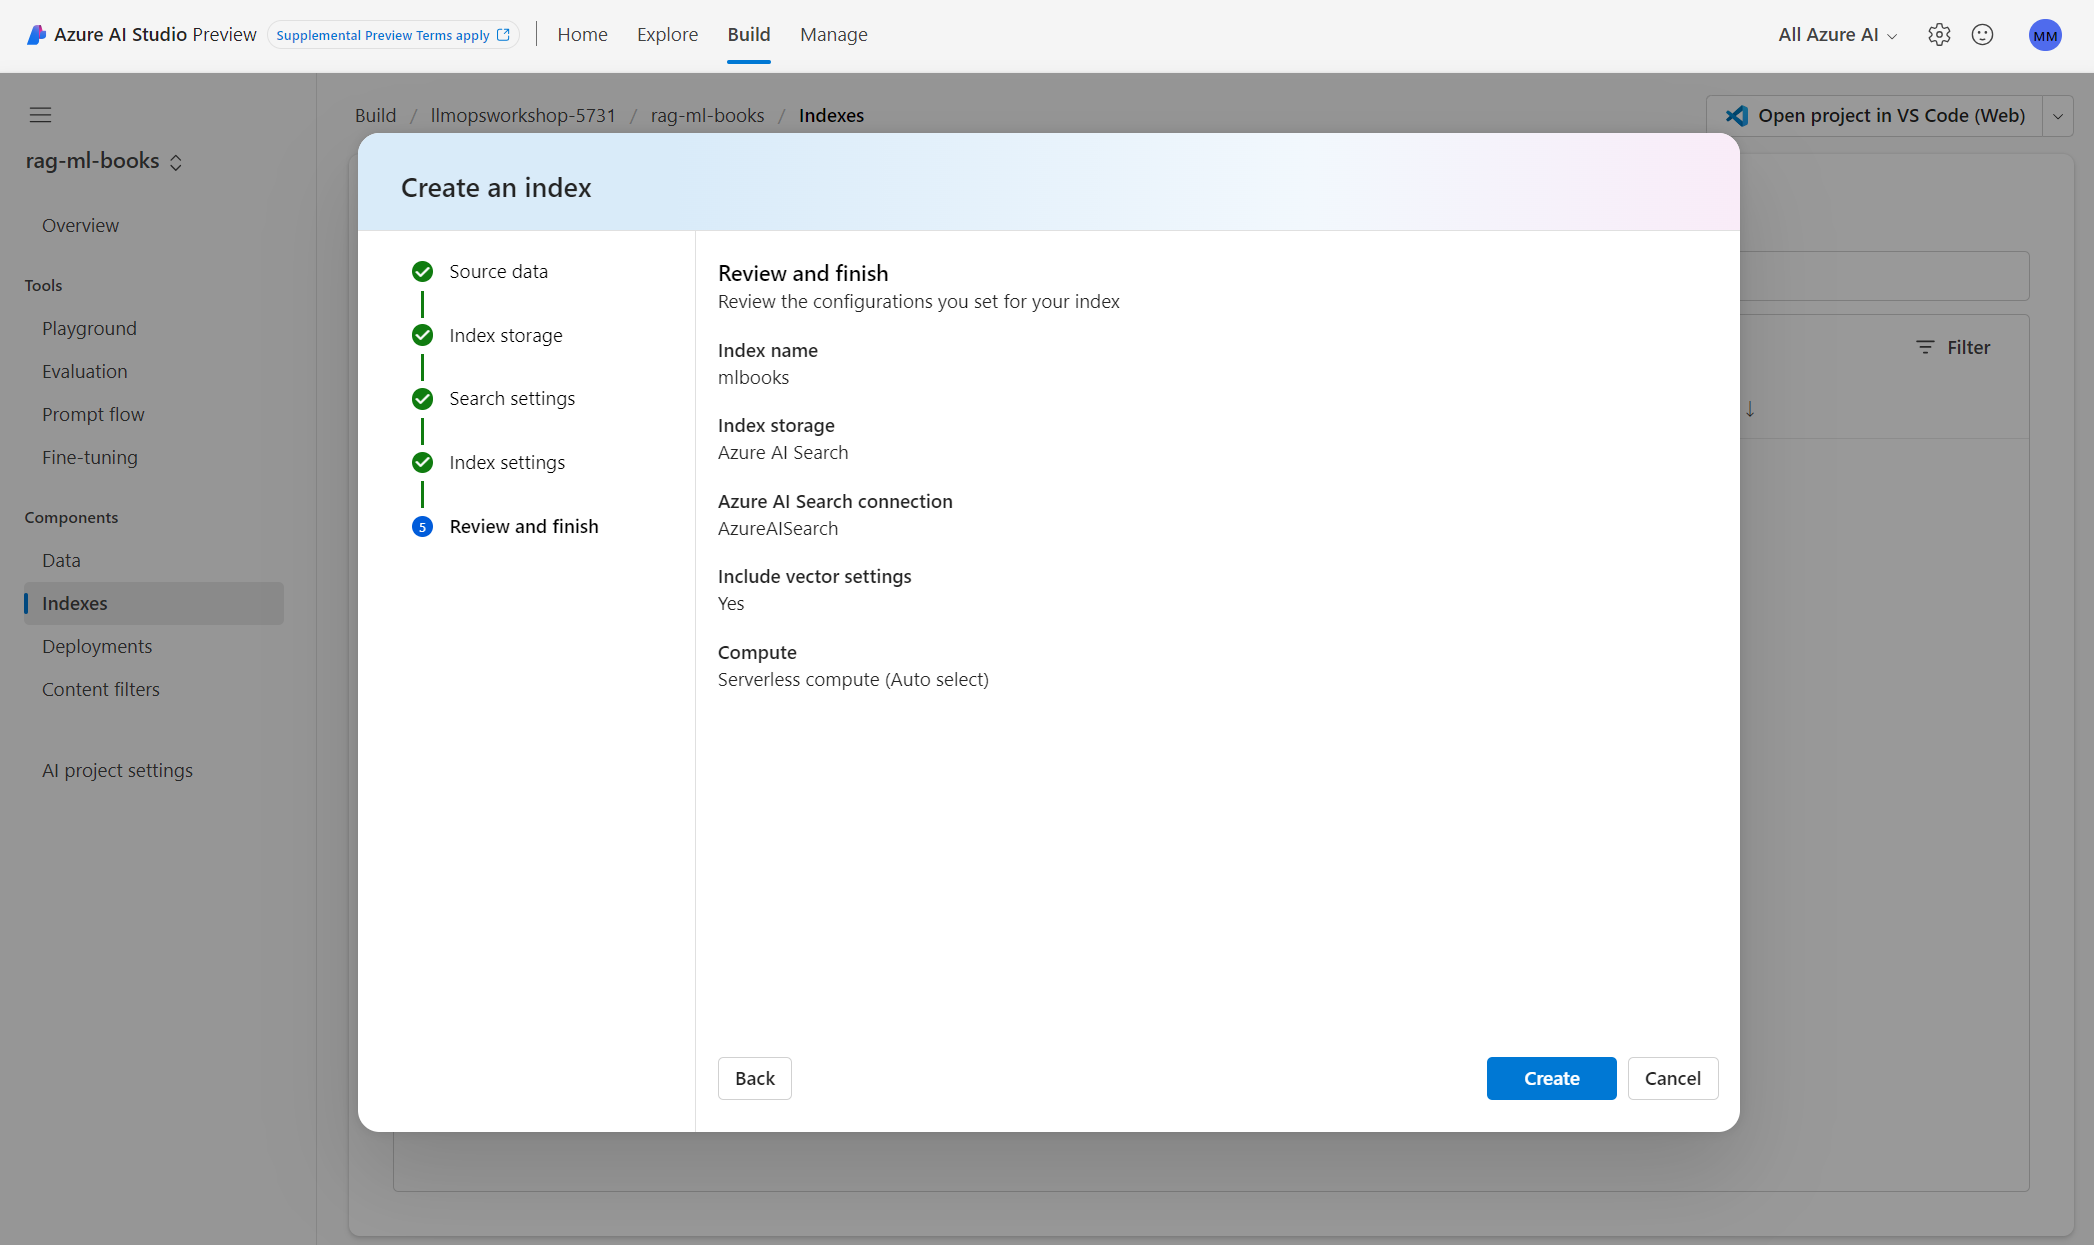 Azure AI Studio Preview
Supplemental Preview Terms apply
Home
Explore
Build
Manage
All Azure AI
MM
Build / llmopsworkshop-5731 / rag-ml-books / Indexes
Open project in VS Code (Web)
rag-ml-books
Overview
Tools
Playground
Evaluation
Prompt flow
Fine-tuning
Components
Data
Indexes
Deployments
Content filters
AI project settings
Filter
Create an index
Source data
Index storage
Search settings
Index settings
5 Review and finish
Review and finish
Review the configurations you set for your index
Index name
mlbooks
Index storage
Azure AI Search
Azure AI Search connection
AzureAISearch
Include vector settings
Yes
Compute
Serverless compute (Auto select)
Back
Create
Cancel